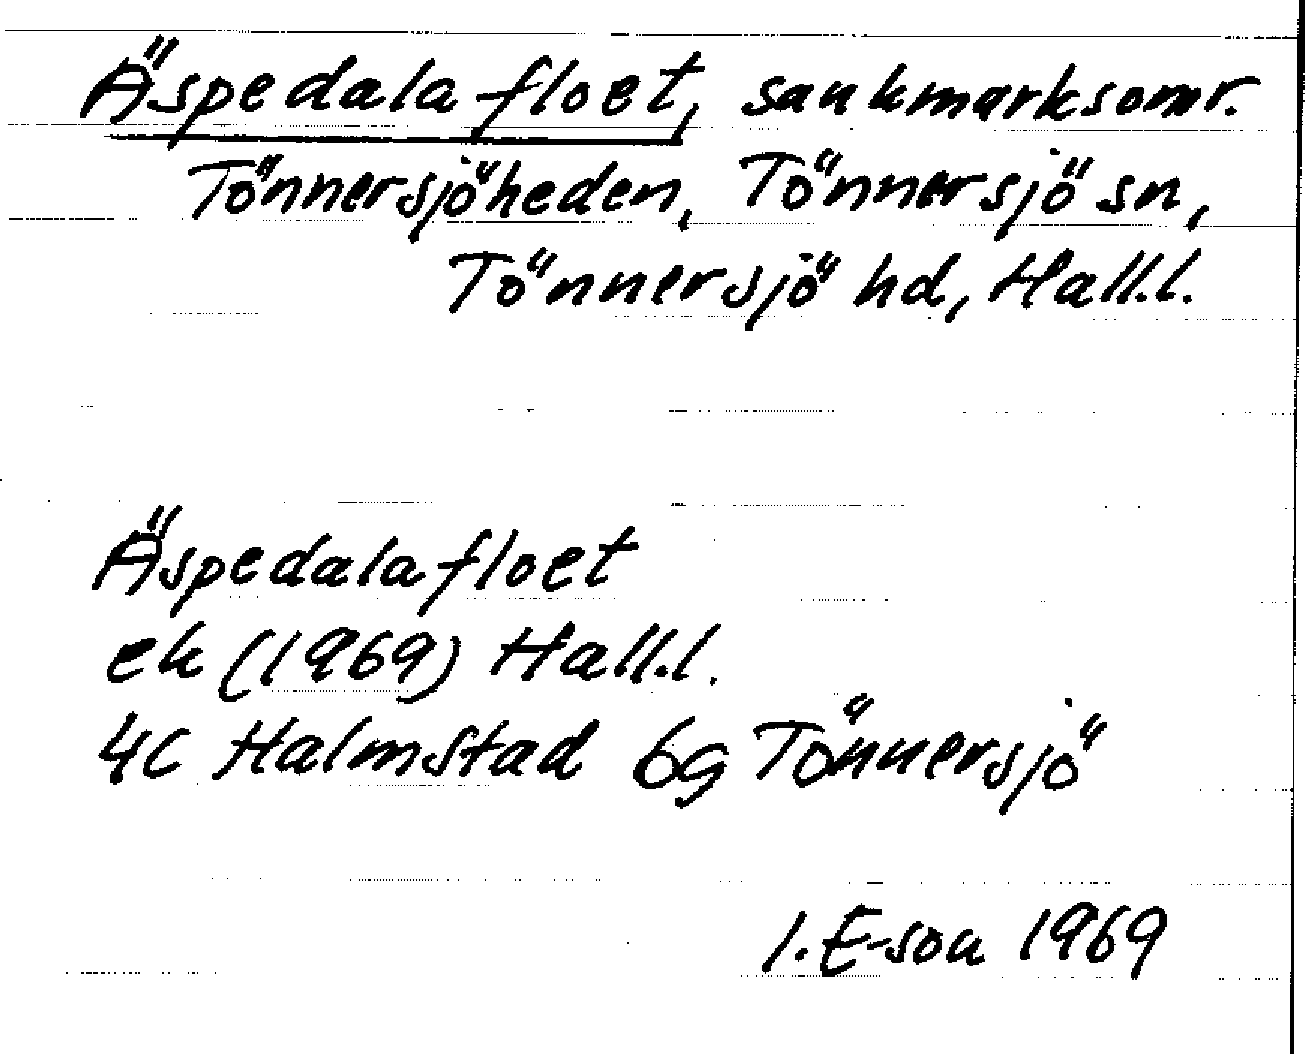 Äspedalafloet, sankmarksomr.
Tönnersjöheden, Tönnersjö sn,
Tönnersjö hd, Hall.l.
Äspedalafloet
ek (1969) Hall.l.
4C Halmstad 6g Tönnersjö
I. E-son 1969